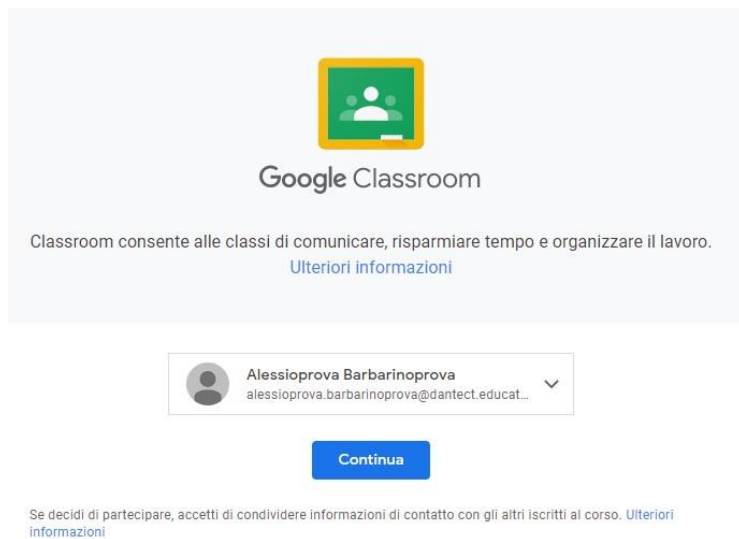 Google Classroom
Classroom consente alle classi di comunicare, risparmiare tempo e organizzare il lavoro.
Ulteriori informazioni
Alessioprova Barbarinoprova
alessioprova.barbarinoprova@dantect.educat...
Continua
Se decidi di partecipare, accetti di condividere informazioni di contatto con gli altri iscritti al corso. Ulteriori
informazioni